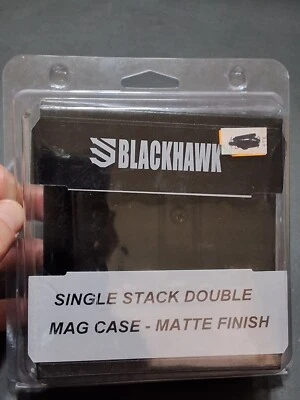 BLACKHAWK
SINGLE STACK DOUBLE
MAG CASE - MATTE FINISH